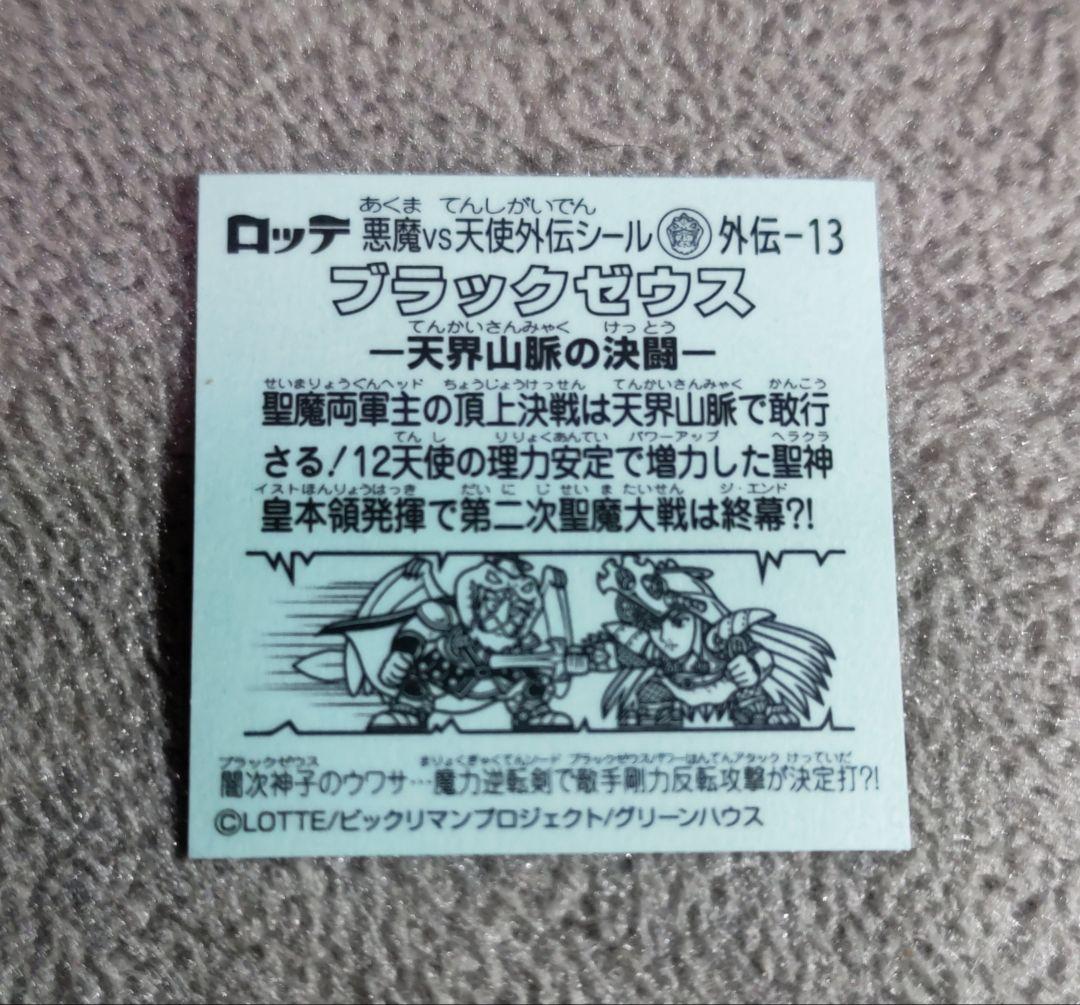 あくま てんしがいでん
ロッテ 悪魔VS天使外伝シール 外伝-13
ブラックゼウス
てんかいさんみゃく けっとう
—天界山脈の決闘—
せいまりょうぐんヘッド ちょうじょうけっせん てんかいさんみゃく かんこう
聖魔両軍主の頂上決戦は天界山脈で敢行
てんし りりょくあんてい パワーアップ ヘラクラ
さる!12天使の理力安定で増力した聖神
イストほんりょうはっき だいにじせいまたいせん ジ・エンド
皇本領発揮で第二次聖魔大戦は終幕?!
ブラックゼウス まりょくぎゃくてんソード ブラックゼウスパワーはんてんアタック けっていだ
闇次神子のウワサ…魔力逆転剣で敵手剛力反転攻撃が決定打?!
©LOTTE/ビックリマンプロジェクト/グリーンハウス